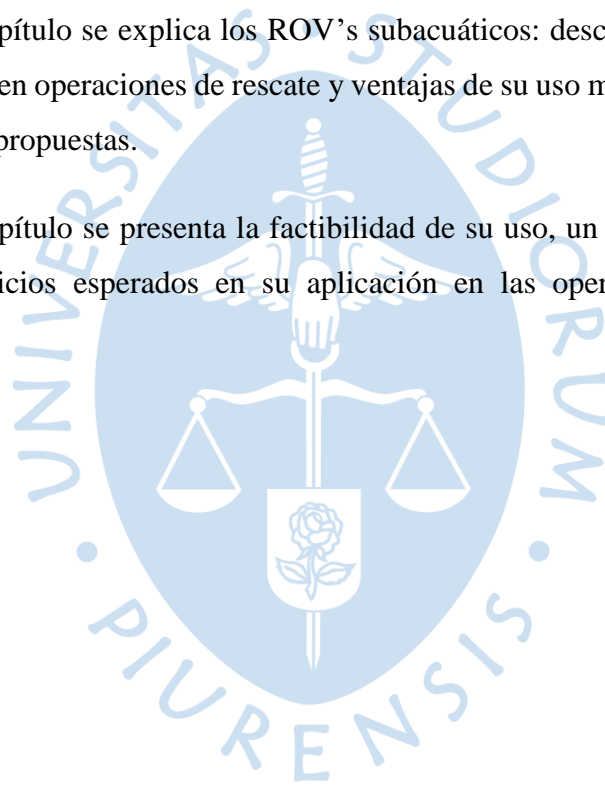 pítulo se explica los ROV's subacuáticos: desc
en operaciones de rescate y ventajas de su uso m
propuestas.
pítulo se presenta la factibilidad de su uso, un
icios esperados en su aplicación en las oper
UNIVERSITAS STUDIORUM
PIURENSIS